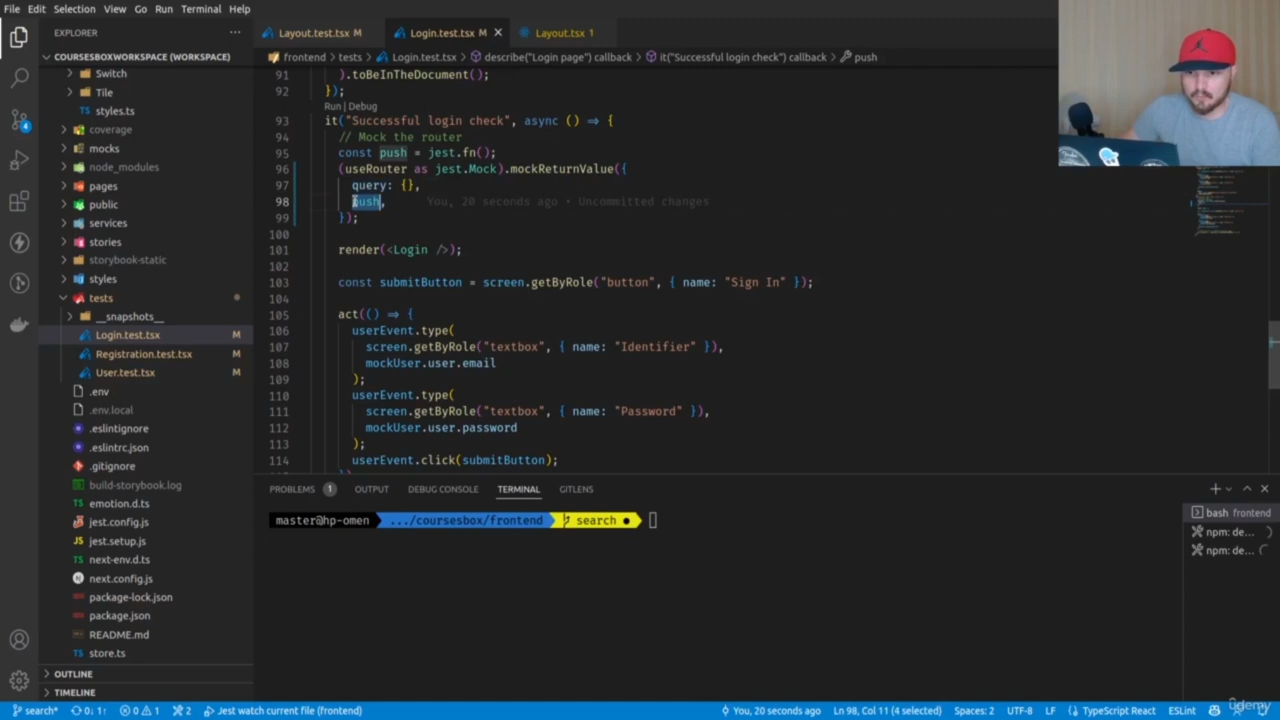 File Edit Selection View Go Run Terminal Help
EXPLORER
COURSESBOXWORKSPACE (WORKSPACE)
Switch
Tile
TS styles.ts
coverage
mocks
node_modules
pages
public
services
stories
storybook-static
styles
tests
__snapshots__
Login.test.tsx M
Registration.test.tsx M
User.test.tsx M
.env
.env.local
.eslintignore
.eslintrc.json
.gitignore
build-storybook.log
TS emotion.d.ts
jest.config.js
JS jest.setup.js
TS next-env.d.ts
next.config.js
package-lock.json
package.json
README.md
TS store.ts
OUTLINE
TIMELINE
Layout.test.tsx M Login.test.tsx M Layout.tsx 1
frontend > tests > Login.test.tsx > describe("Login page") callback > it("Successful login check") callback > push
91 ).toBeInTheDocument();
92 });
Run | Debug
93 it("Successful login check", async () => {
94 // Mock the router
95 const push = jest.fn();
96 (useRouter as jest.Mock).mockReturnValue({
97 query: {},
98 push, You, 20 seconds ago • Uncommitted changes
99 });
100
101 render(<Login />);
102
103 const submitButton = screen.getByRole("button", { name: "Sign In" });
104
105 act(() => {
106 userEvent.type(
107 screen.getByRole("textbox", { name: "Identifier" }),
108 mockUser.user.email
109 );
110 userEvent.type(
111 screen.getByRole("textbox", { name: "Password" }),
112 mockUser.user.password
113 );
114 userEvent.click(submitButton);
PROBLEMS 1 OUTPUT DEBUG CONSOLE TERMINAL GITLENS
master@hp-omen .../coursesbox/frontend search ●
bash frontend
npm: de...
npm: de...
search* 0↓ 1↑ 0 1 2 Jest watch current file (frontend) You, 20 seconds ago Ln 98, Col 11 (4 selected) Spaces: 2 UTF-8 LF TypeScript React ESLint
udemy